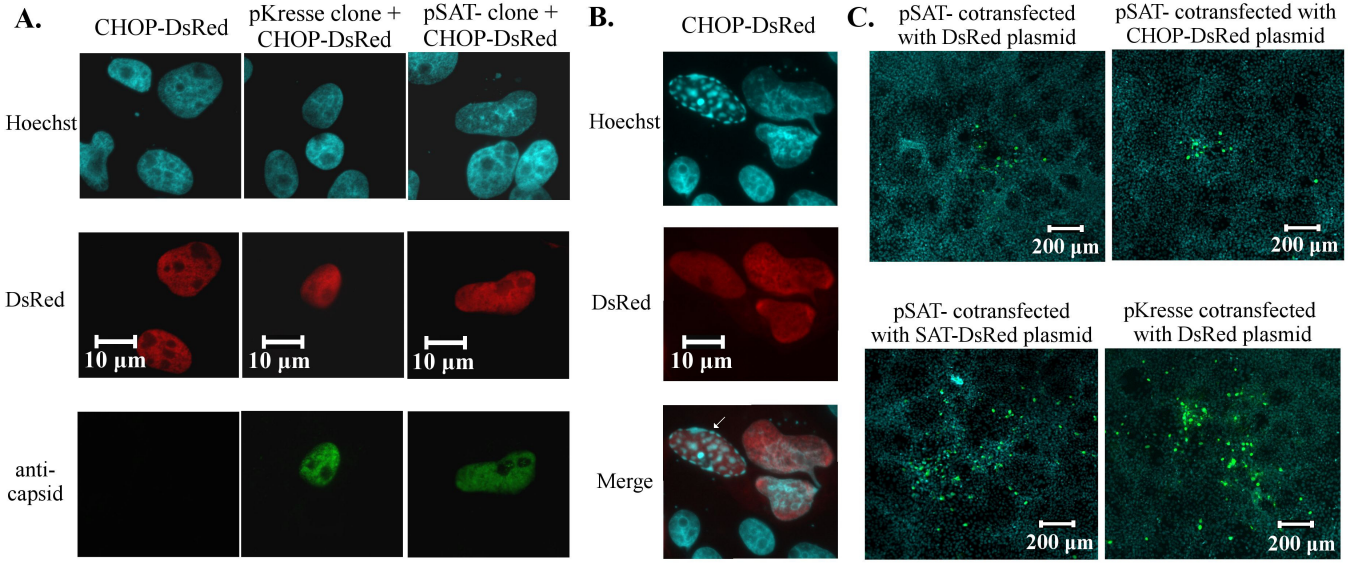 A.
CHOP-DsRed
pKresse clone +
CHOP-DsRed
pSAT- clone +
CHOP-DsRed
Hoechst
DsRed
10 µm
10 µm
10 µm
anti-
capsid
B.
CHOP-DsRed
Hoechst
DsRed
10 µm
Merge
C.
pSAT- cotransfected
with DsRed plasmid
pSAT- cotransfected with
CHOP-DsRed plasmid
200 µm
200 µm
pSAT- cotransfected
with SAT-DsRed plasmid
pKresse cotransfected
with DsRed plasmid
200 µm
200 µm